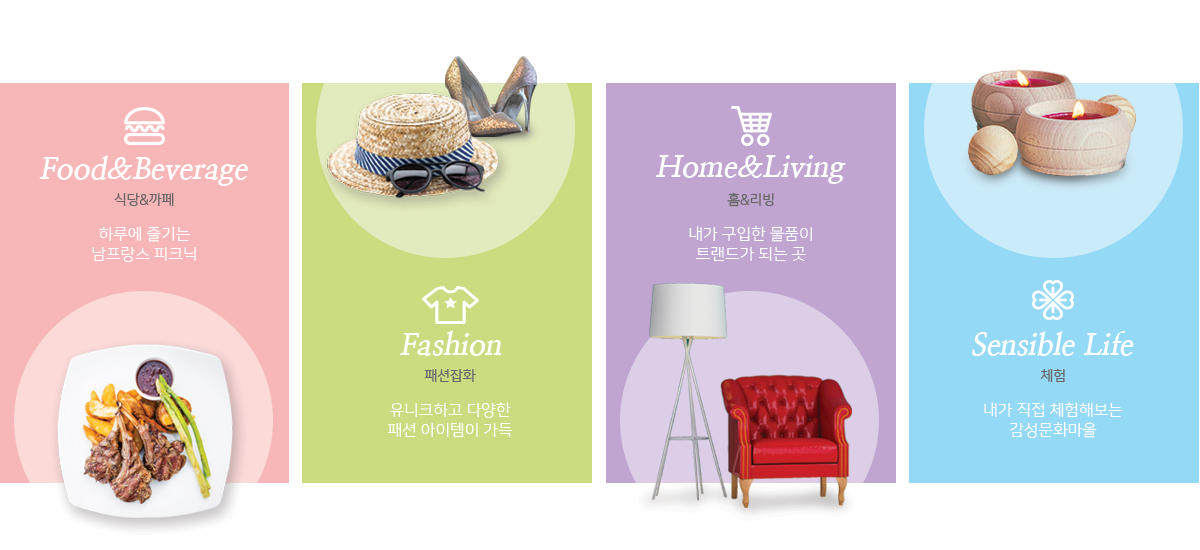 Food&Beverage
식당&까페
하루에 즐기는
남프랑스 피크닉
Fashion
패션잡화
유니크하고 다양한
패션 아이템이 가득
Home&Living
홈&리빙
내가 구입한 물품이
트랜드가 되는 곳
Sensible Life
체험
내가 직접 체험해보는
감성문화마을